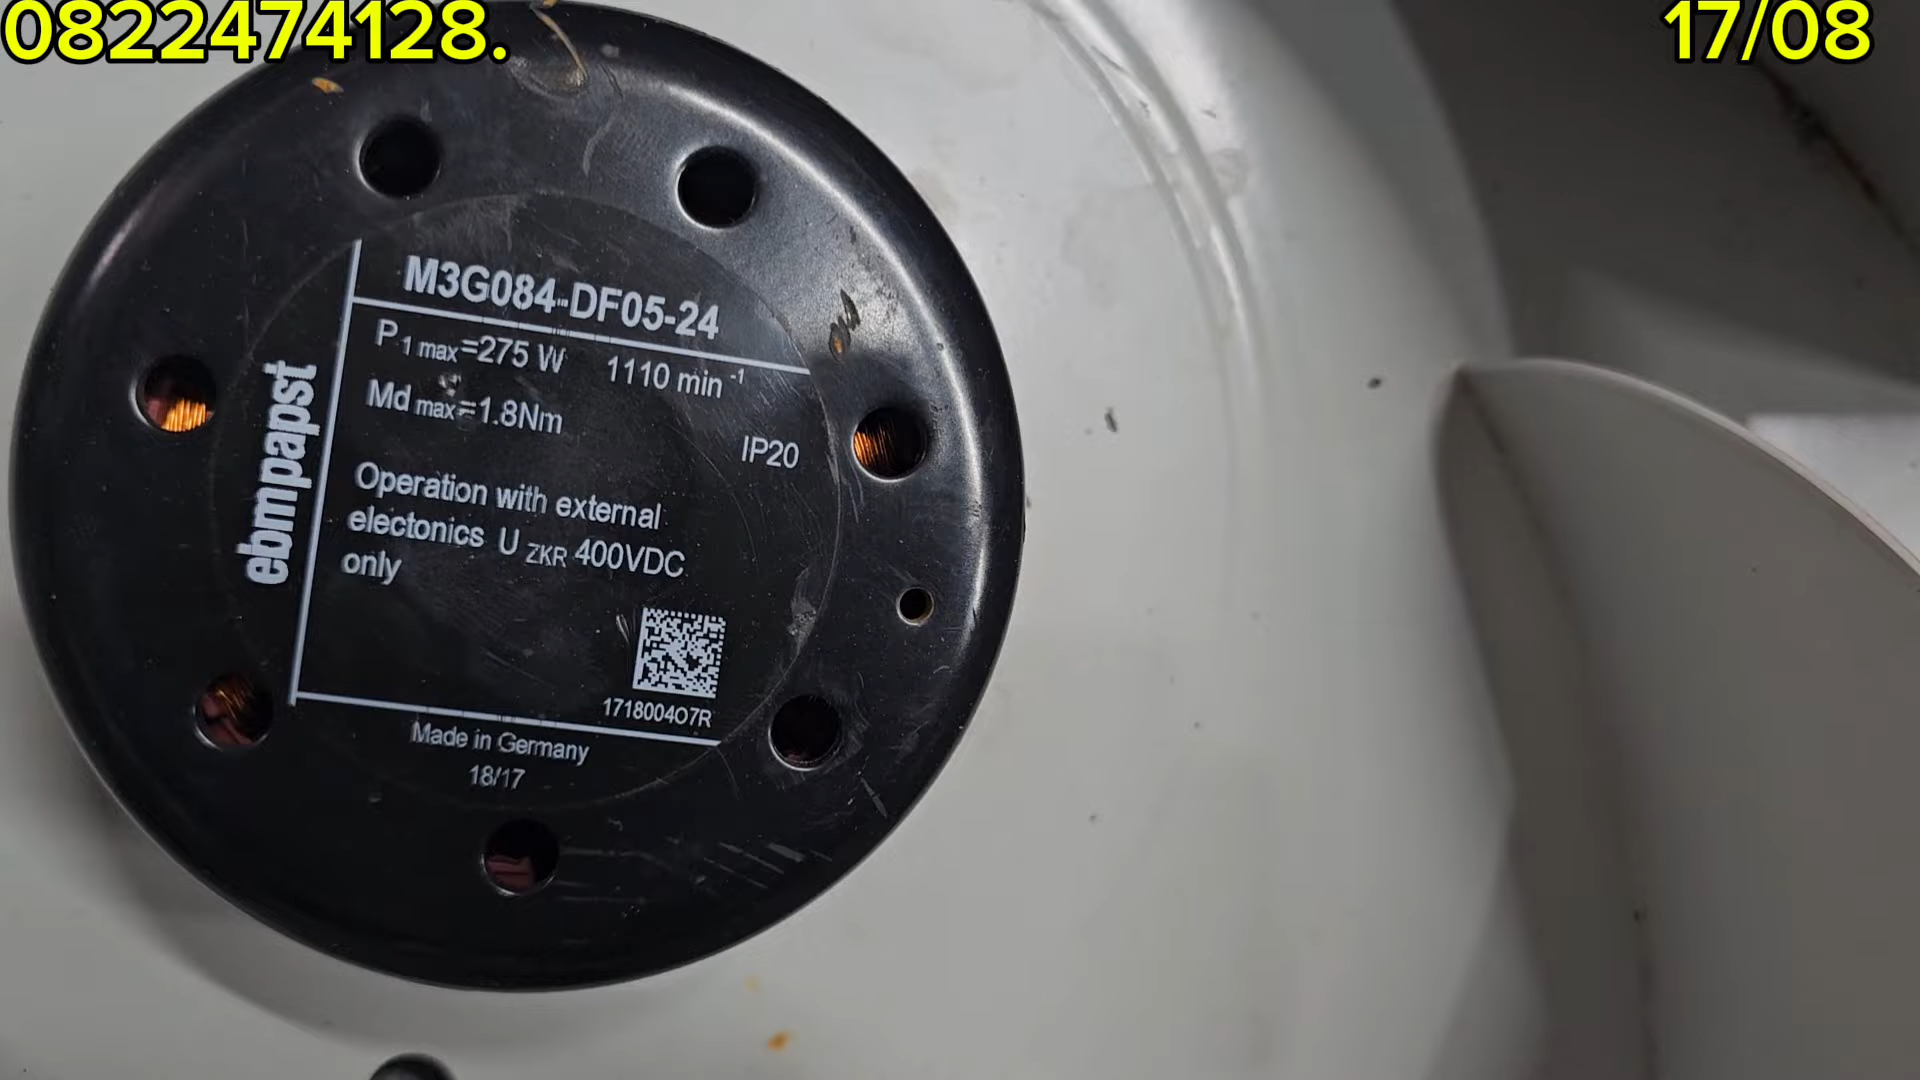 0822474128.
17/08
M3G084-DF05-24
P 1 max=275 W 1110 min -1
Md max=1.8Nm
IP20
ebmpapst
Operation with external
electonics U ZKR 400VDC
only
171800407R
Made in Germany
18/17